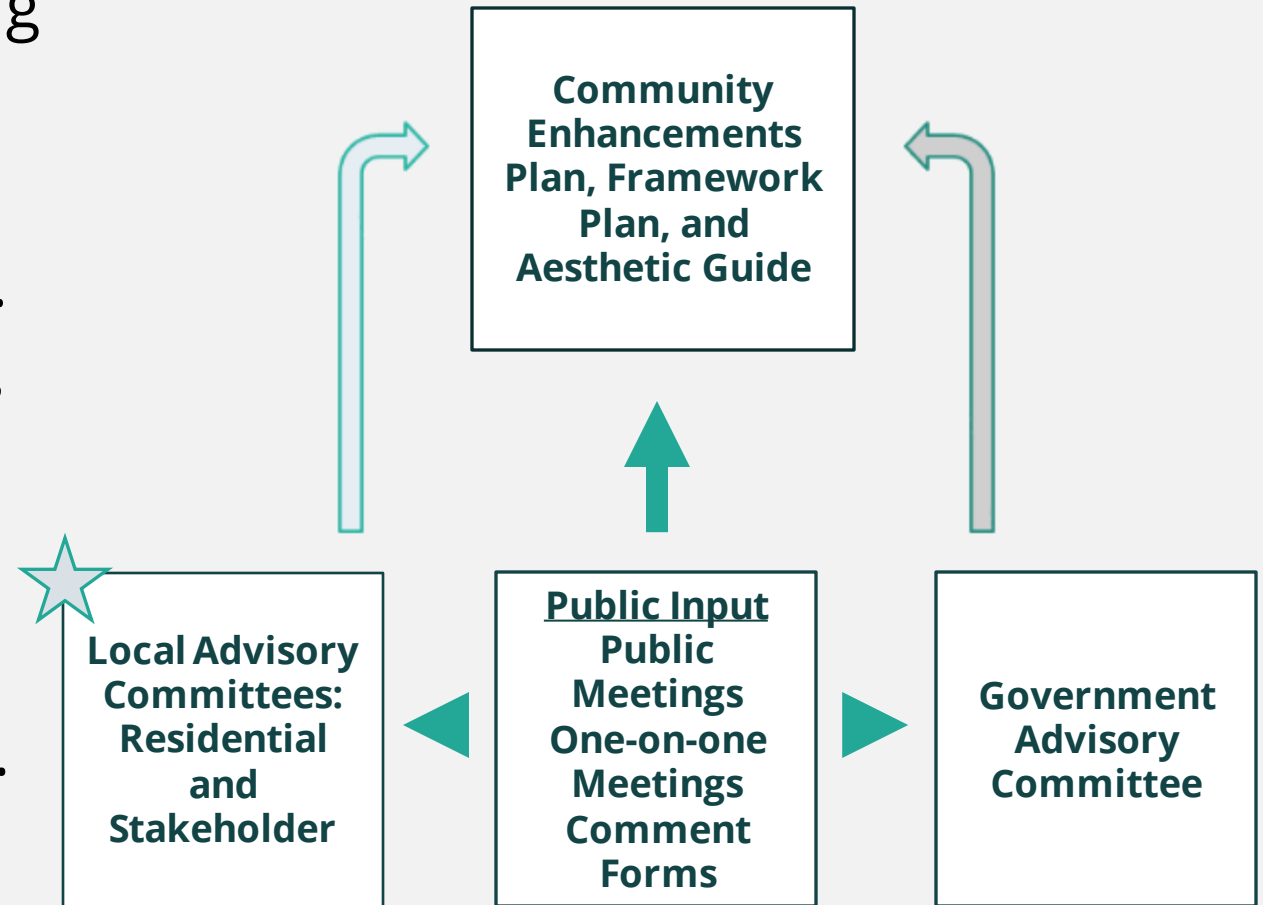 g
.
Community
Enhancements
Plan, Framework
Plan, and
Aesthetic Guide
Local Advisory
Committees:
Residential
and
Stakeholder
.
Public Input
Public
Meetings
One-on-one
Meetings
Comment
Forms
Government
Advisory
Committee